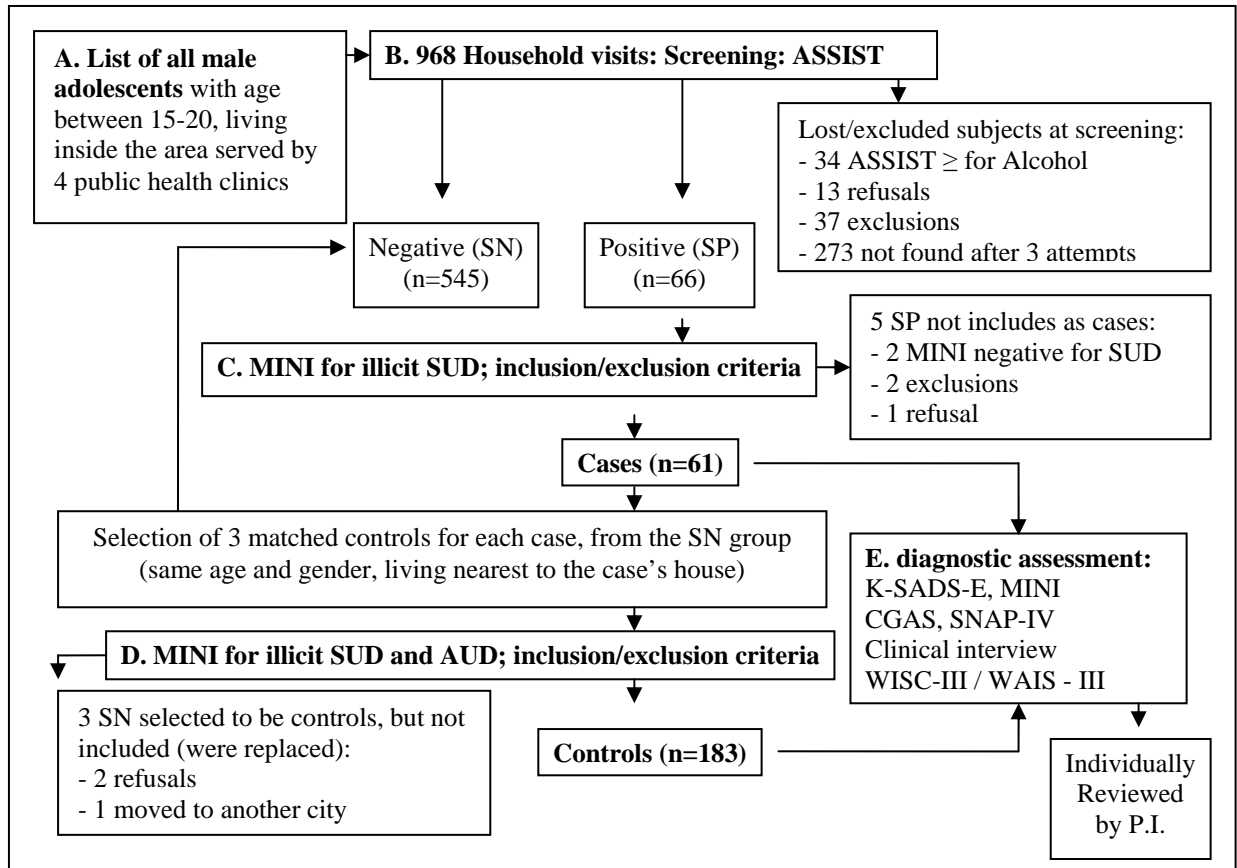 A. List of all male
adolescents with age
between 15-20, living
inside the area served by
4 public health clinics
B. 968 Household visits: Screening: ASSIST
Lost/excluded subjects at screening:
- 34 ASSIST ≥ for Alcohol
- 13 refusals
- 37 exclusions
- 273 not found after 3 attempts
Negative (SN)
(n=545)
Positive (SP)
(n=66)
C. MINI for illicit SUD; inclusion/exclusion criteria
5 SP not includes as cases:
- 2 MINI negative for SUD
- 2 exclusions
- 1 refusal
Cases (n=61)
Selection of 3 matched controls for each case, from the SN group
(same age and gender, living nearest to the case's house)
D. MINI for illicit SUD and AUD; inclusion/exclusion criteria
3 SN selected to be controls, but not
included (were replaced):
- 2 refusals
- 1 moved to another city
Controls (n=183)
E. diagnostic assessment:
K-SADS-E, MINI
CGAS, SNAP-IV
Clinical interview
WISC-III / WAIS - III
Individually
Reviewed
by P.I.